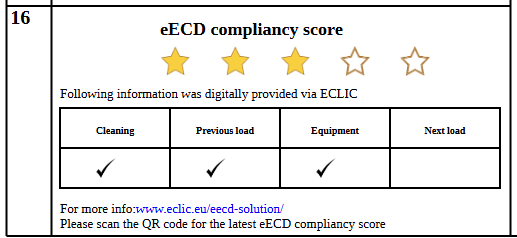 16
eECD compliancy score
Following information was digitally provided via ECLIC
Cleaning Previous load Equipment Next load
For more info:www.eclic.eu/eecd-solution/
Please scan the QR code for the latest eECD compliancy score